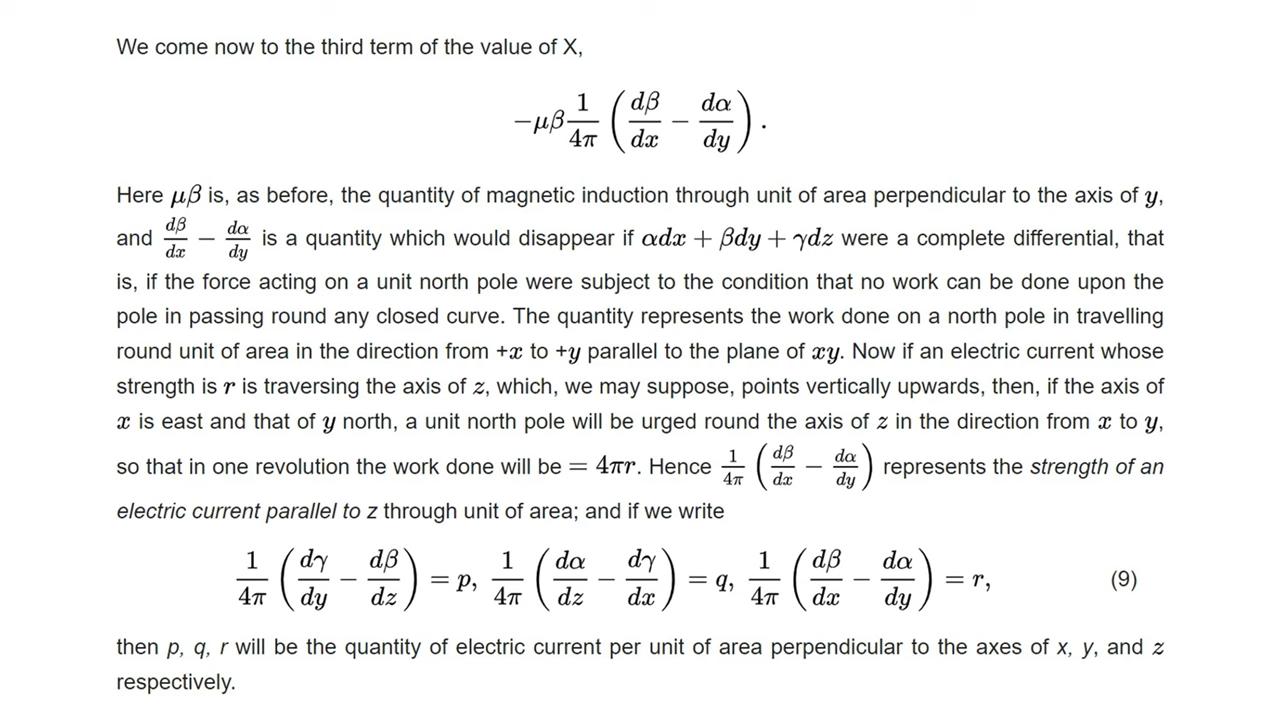 We come now to the third term of the value of X,
−μβ 1/4π (dβ/dx − dα/dy).
Here μβ is, as before, the quantity of magnetic induction through unit of area perpendicular to the axis of y,
and dβ/dx − dα/dy is a quantity which would disappear if αdx + βdy + γdz were a complete differential, that
is, if the force acting on a unit north pole were subject to the condition that no work can be done upon the
pole in passing round any closed curve. The quantity represents the work done on a north pole in travelling
round unit of area in the direction from +x to +y parallel to the plane of xy. Now if an electric current whose
strength is r is traversing the axis of z, which, we may suppose, points vertically upwards, then, if the axis of
x is east and that of y north, a unit north pole will be urged round the axis of z in the direction from x to y,
so that in one revolution the work done will be = 4πr. Hence 1/4π (dβ/dx − dα/dy) represents the strength of an
electric current parallel to z through unit of area; and if we write
1/4π (dγ/dy − dβ/dz) = p, 1/4π (dα/dz − dγ/dx) = q, 1/4π (dβ/dx − dα/dy) = r, (9)
then p, q, r will be the quantity of electric current per unit of area perpendicular to the axes of x, y, and z
respectively.